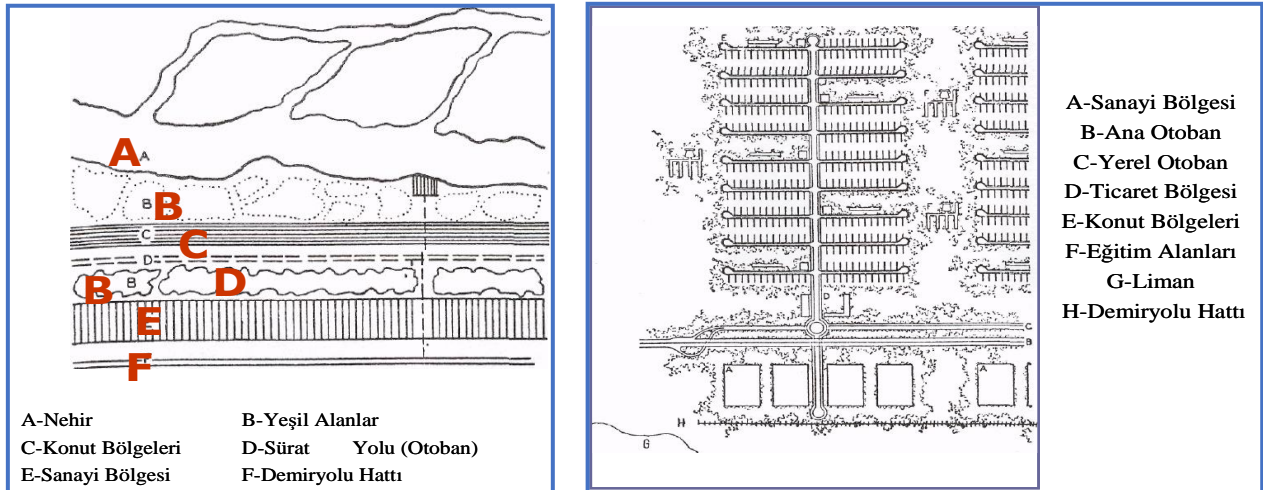 A A
B B
C C
D
B B D
E
F
A-Nehir B-Yeşil Alanlar
C-Konut Bölgeleri D-Sürat Yolu (Otoban)
E-Sanayi Bölgesi F-Demiryolu Hattı
E
F
F
F
D
C
B
A A
H
G
A-Sanayi Bölgesi
B-Ana Otoban
C-Yerel Otoban
D-Ticaret Bölgesi
E-Konut Bölgeleri
F-Eğitim Alanları
G-Liman
H-Demiryolu Hattı